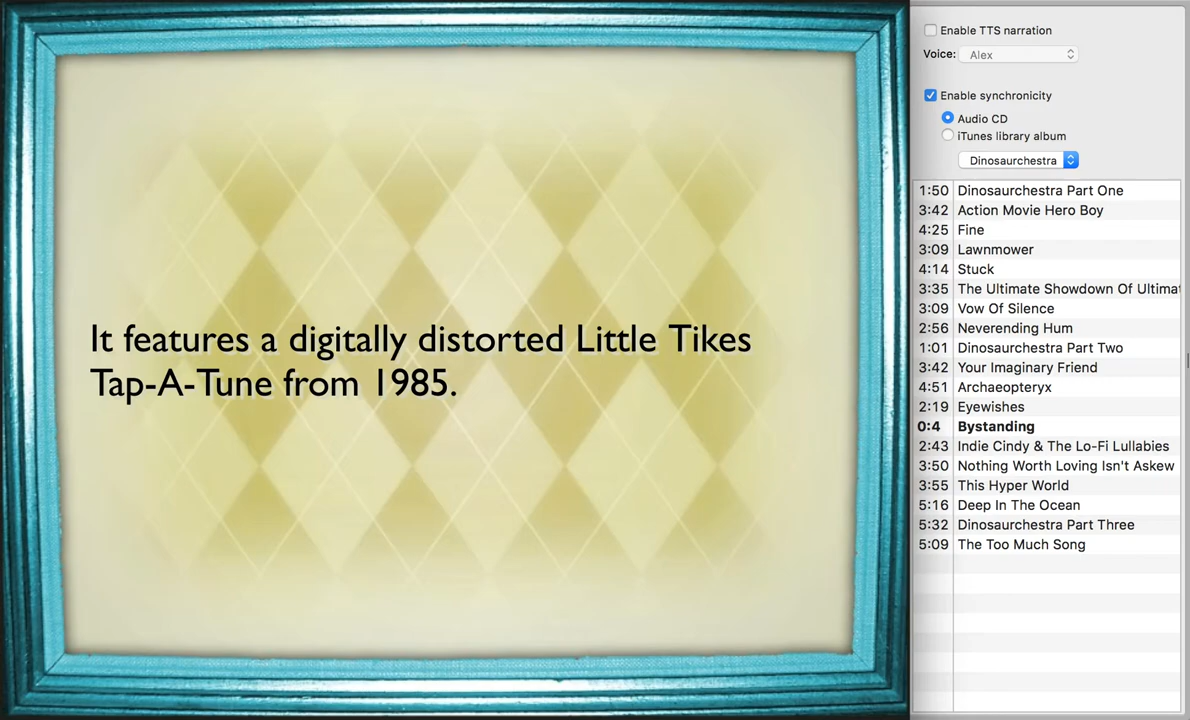 It features a digitally distorted Little Tikes
Tap-A-Tune from 1985.
Enable TTS narration
Voice: Alex
Enable synchronicity
Audio CD
iTunes library album
Dinosaurchestra
1:50 Dinosaurchestra Part One
3:42 Action Movie Hero Boy
4:25 Fine
3:09 Lawnmower
4:14 Stuck
3:35 The Ultimate Showdown Of Ultimat
3:09 Vow Of Silence
2:56 Neverending Hum
1:01 Dinosaurchestra Part Two
3:42 Your Imaginary Friend
4:51 Archaeopteryx
2:19 Eyewishes
0:4 Bystanding
2:43 Indie Cindy & The Lo-Fi Lullabies
3:50 Nothing Worth Loving Isn't Askew
3:55 This Hyper World
5:16 Deep In The Ocean
5:32 Dinosaurchestra Part Three
5:09 The Too Much Song